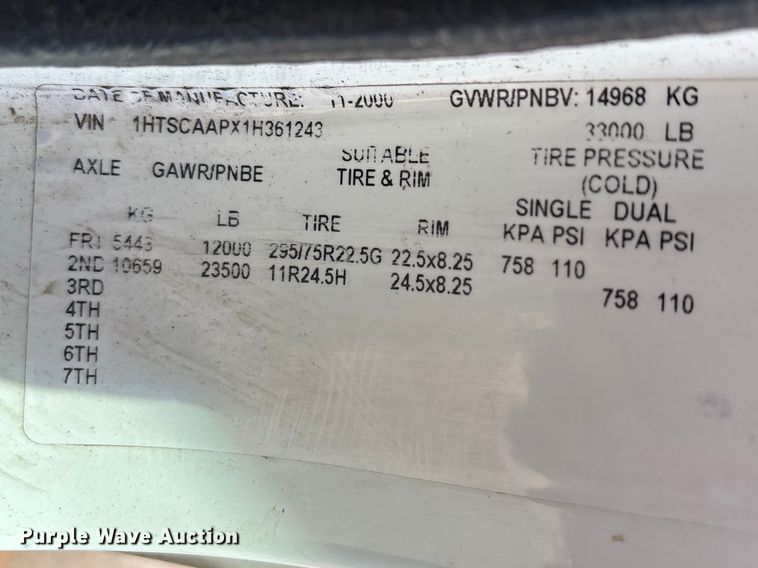 DATE OF MANUFACTURE: 11-2000 GVWR/PNBV: 14968 KG
VIN 1HTSCAAPX1H361243 33000 LB
AXLE GAWR/PNBE SUITABLE TIRE & RIM TIRE PRESSURE (COLD)
SINGLE DUAL
KG LB TIRE RIM KPA PSI KPA PSI
FRT 5443 12000 295/75R22.5G 22.5x8.25 758 110
2ND 10659 23500 11R24.5H 24.5x8.25 758 110
3RD
4TH
5TH
6TH
7TH
Purple Wave Auction